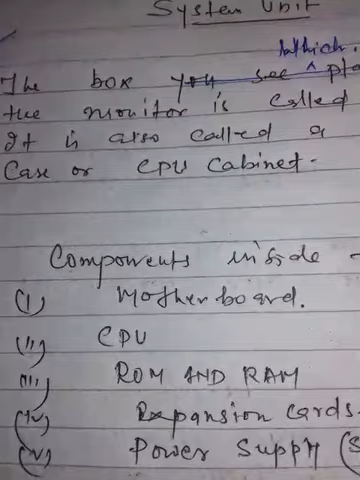 System Unit
which
The box you see pla
the monitor is called
It is also called a
Case or CPU Cabinet.
Components inside -
(i) Motherboard.
(ii) CPU
(iii) ROM AND RAM
(iv) Expansion cards.
(v) Power Supply (S